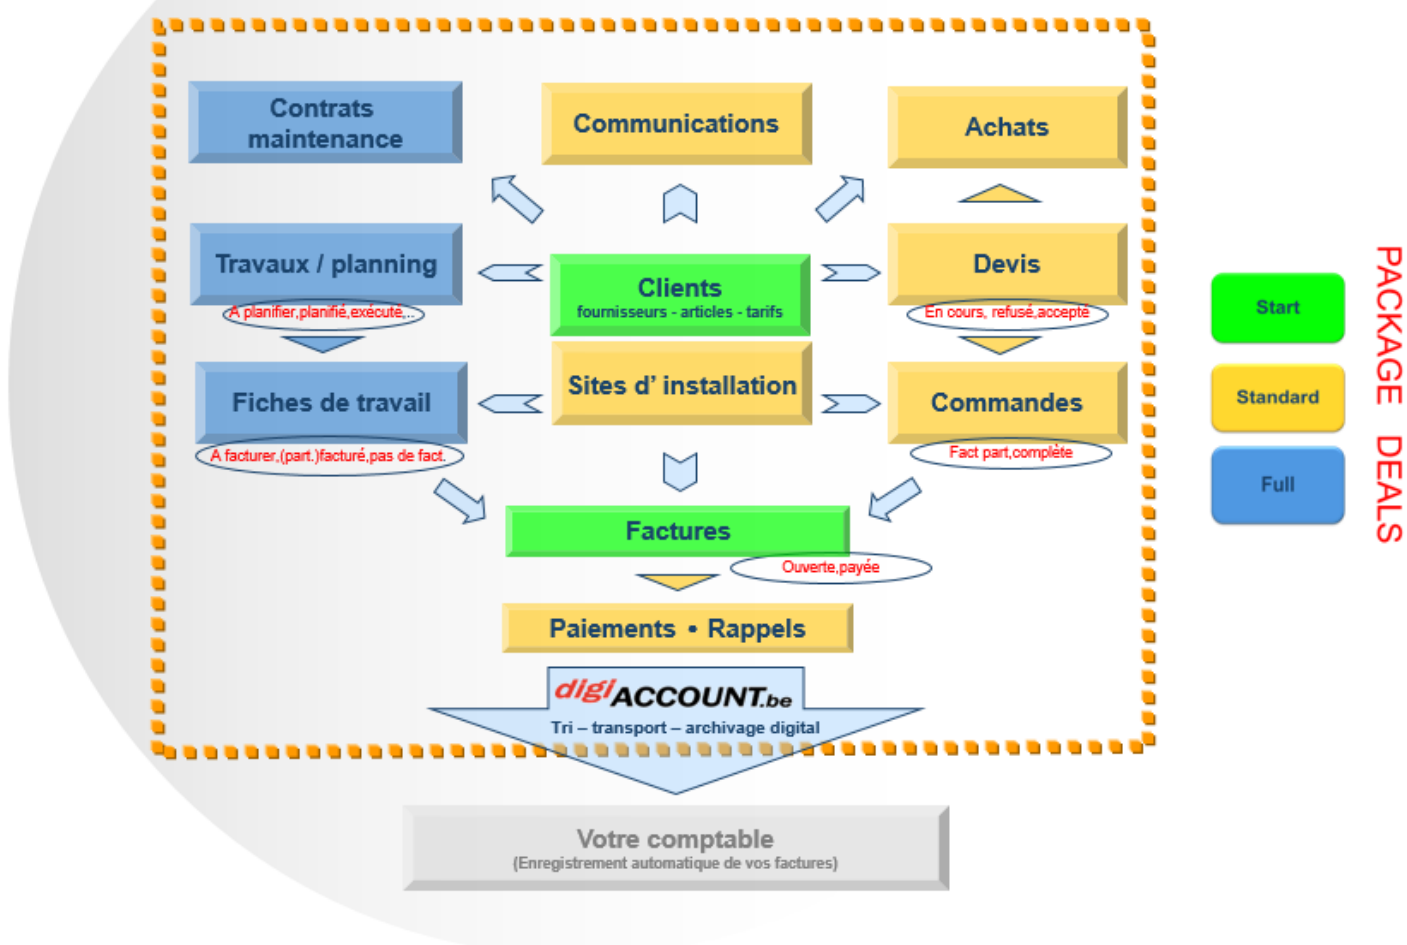 Contrats
maintenance
Communications
Achats
Travaux / planning
A planifier,planifié,exécuté,..
Clients
fournisseurs - articles - tarifs
Devis
En cours, refusé,accepté
Fiches de travail
A facturer,(part.)facturé,pas de fact.
Sites d' installation
Commandes
Fact part,complète
Factures
Ouverte,payée
Paiements • Rappels
digiACCOUNT.be
Tri – transport – archivage digital
Votre comptable
(Enregistrement automatique de vos factures)
Start
Standard
Full
PACKAGE DEALS